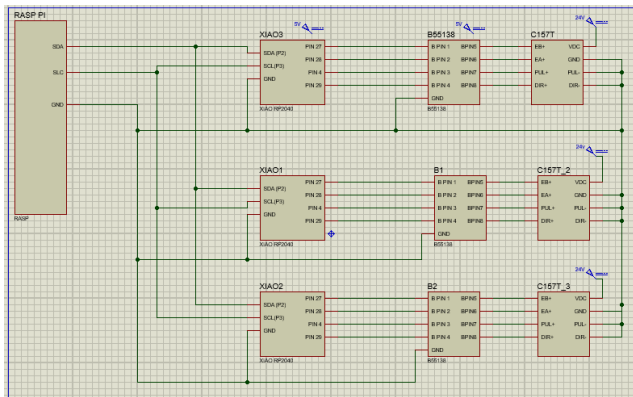 RASP PI
SDA
SLC
GND
RASP
XIAO3
5V
SDA (P2)
SCL(P3)
GND
PIN 27
PIN 28
PIN 4
PIN 29
XIAO RP2040
B55138
5V
B PIN 1
B PIN 2
B PIN 3
B PIN 4
GND
BPIN5
BPIN6
BPIN7
BPIN8
B55138
C157T
24V
EB+
EA+
PUL+
DIR+
VDC
GND
PUL-
DIR-
XIAO1
SDA (P2)
SCL(P3)
GND
PIN 27
PIN 28
PIN 4
PIN 29
XIAO RP2040
B1
B PIN 1
B PIN 2
B PIN 3
B PIN 4
GND
BPIN5
BPIN6
BPIN7
BPIN8
B55138
C157T_2
24v
EB+
EA+
PUL+
DIR+
VDC
GND
PUL-
DIR-
XIAO2
SDA (P2)
SCL(P3)
GND
PIN 27
PIN 28
PIN 4
PIN 29
XIAO RP2040
B2
B PIN 1
B PIN 2
B PIN 3
B PIN 4
GND
BPIN5
BPIN6
BPIN7
BPIN8
B55138
C157T_3
24V
EB+
EA+
PUL+
DIR+
VDC
GND
PUL-
DIR-